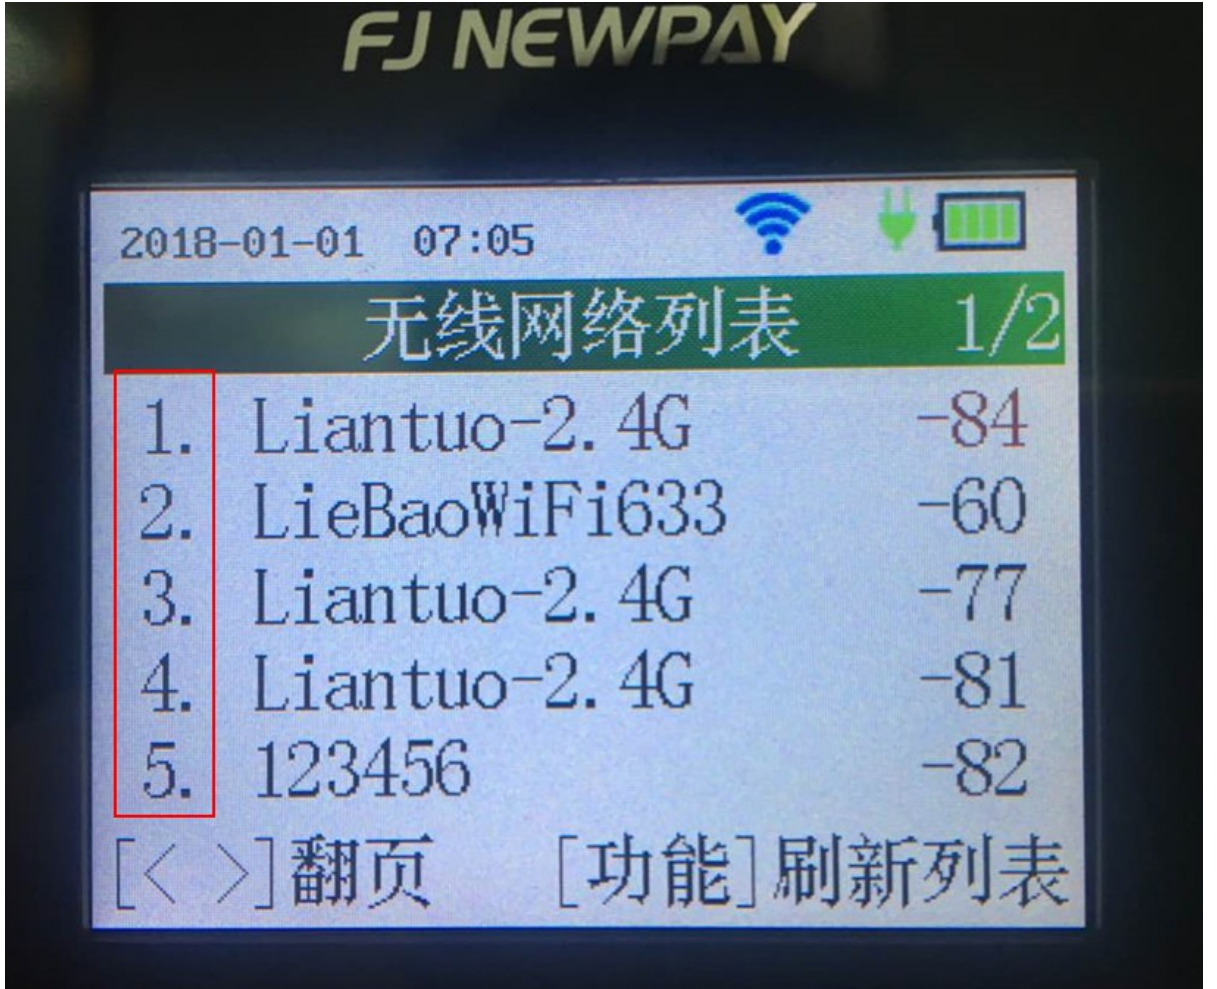 FJ NEWPAY
2018-01-01 07:05
无线网络列表 1/2
1. Liantuo-2.4G -84
2. LieBaoWiFi633 -60
3. Liantuo-2.4G -77
4. Liantuo-2.4G -81
5. 123456 -82
[< >]翻页 [功能]刷新列表